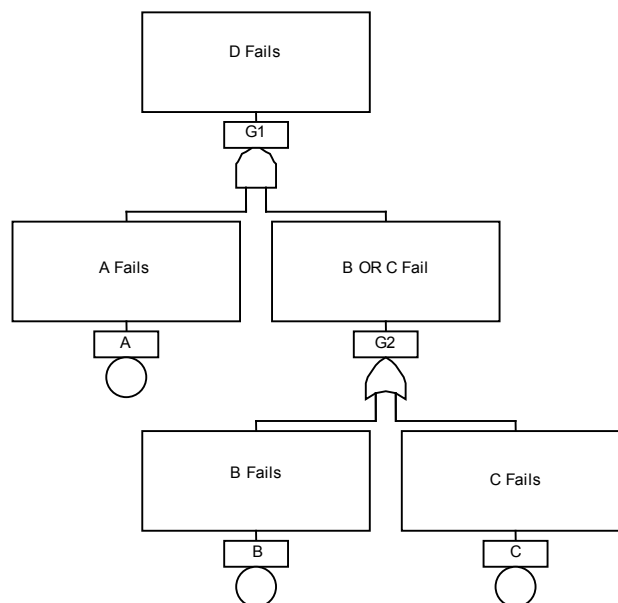 D Fails
G1
A Fails
B OR C Fail
A
G2
B Fails
C Fails
B
C